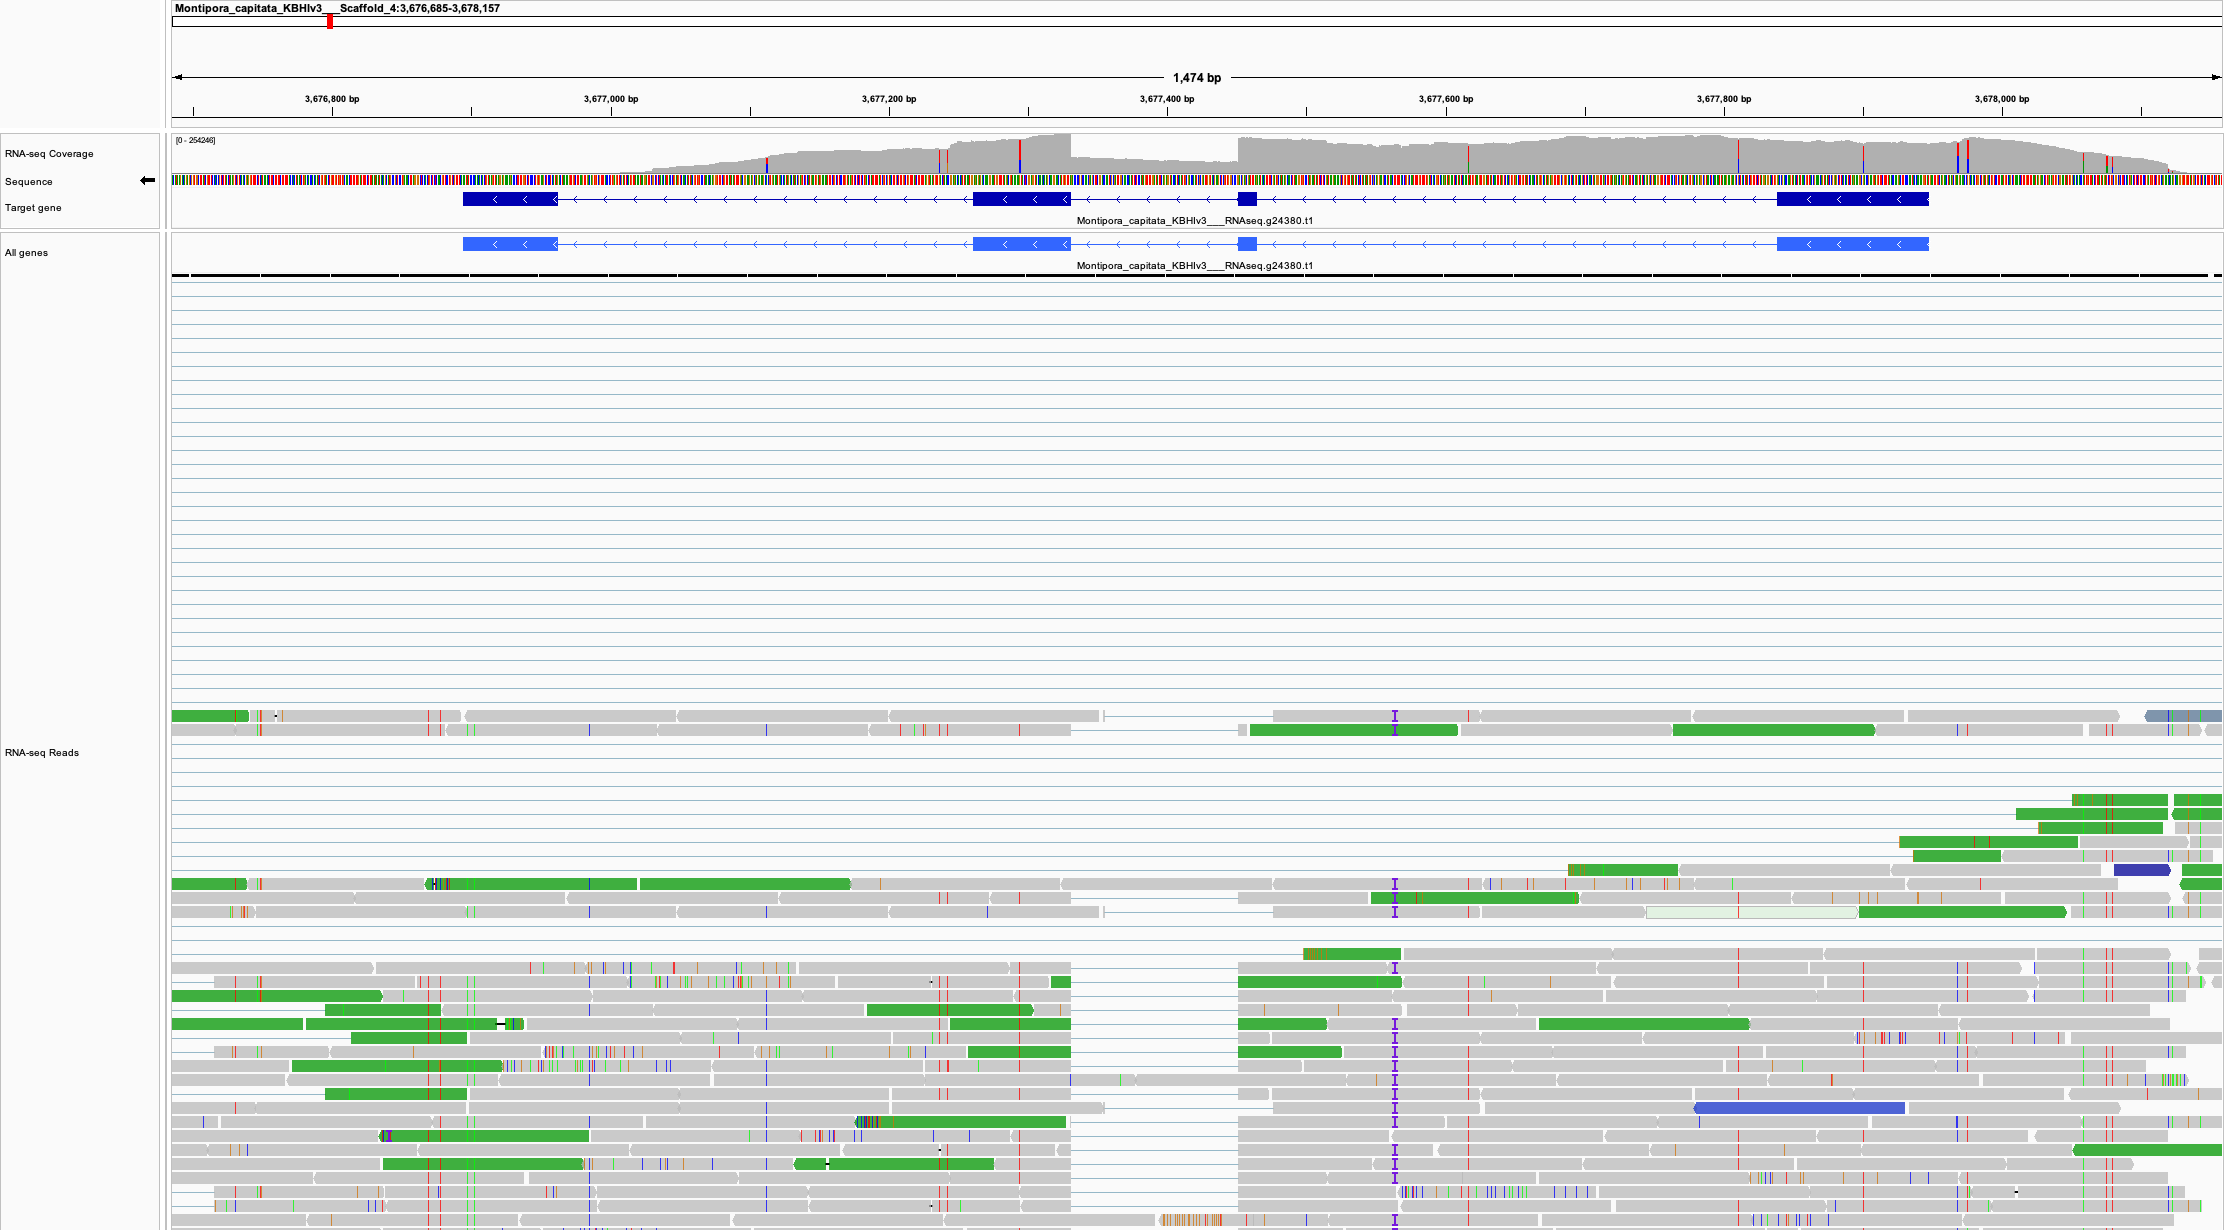 Montipora_capitata_KBHIv3___Scaffold_4:3,676,685-3,678,157
1,474 bp
3,676,800 bp 3,677,000 bp 3,677,200 bp 3,677,400 bp 3,677,600 bp 3,677,800 bp 3,678,000 bp
[0 - 254246]
RNA-seq Coverage
Sequence
Target gene
Montipora_capitata_KBHIv3___RNAseq.g24380.t1
All genes
Montipora_capitata_KBHIv3___RNAseq.g24380.t1
RNA-seq Reads